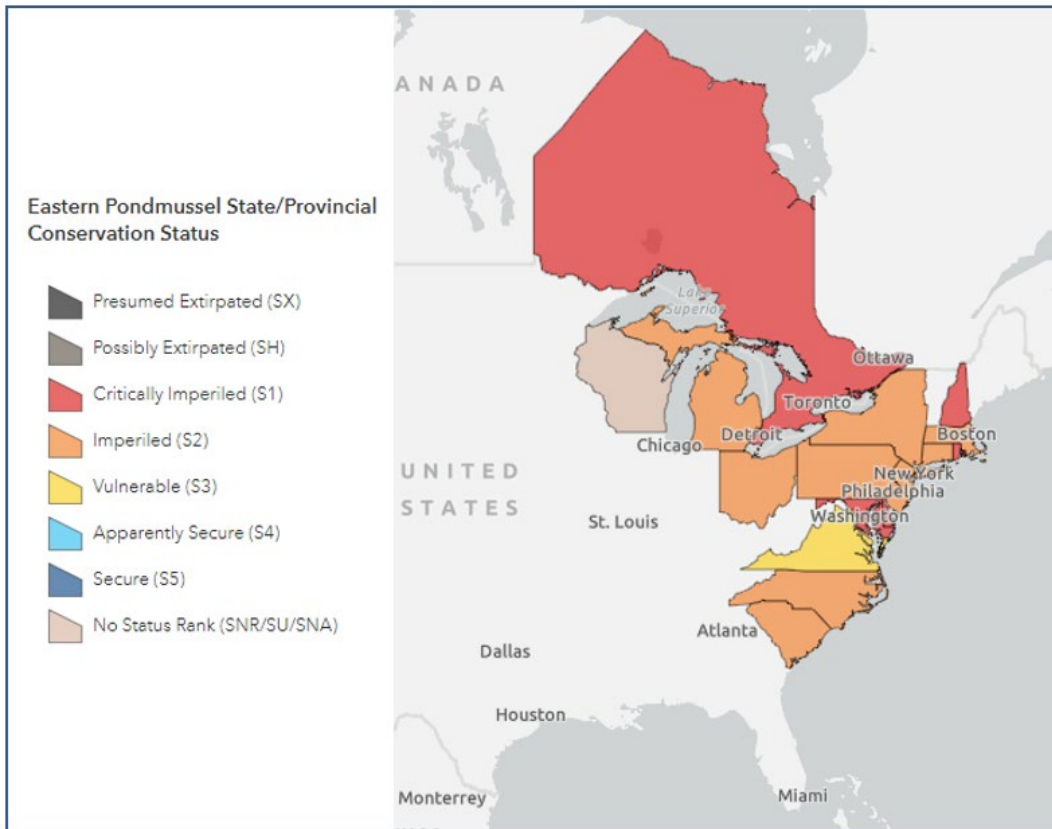 Eastern Pondmussel State/Provincial
Conservation Status
Presumed Extirpated (SX)
Possibly Extirpated (SH)
Critically Imperiled (S1)
Imperiled (S2)
Vulnerable (S3)
Apparently Secure (S4)
Secure (S5)
No Status Rank (SNR/SU/SNA)
ANADA
Lake
Superior
Ottawa
Toronto
Chicago
Detroit
Boston
UNITED
STATES
New York
Philadelphia
Washington
St. Louis
Atlanta
Dallas
Houston
Monterrey
Miami